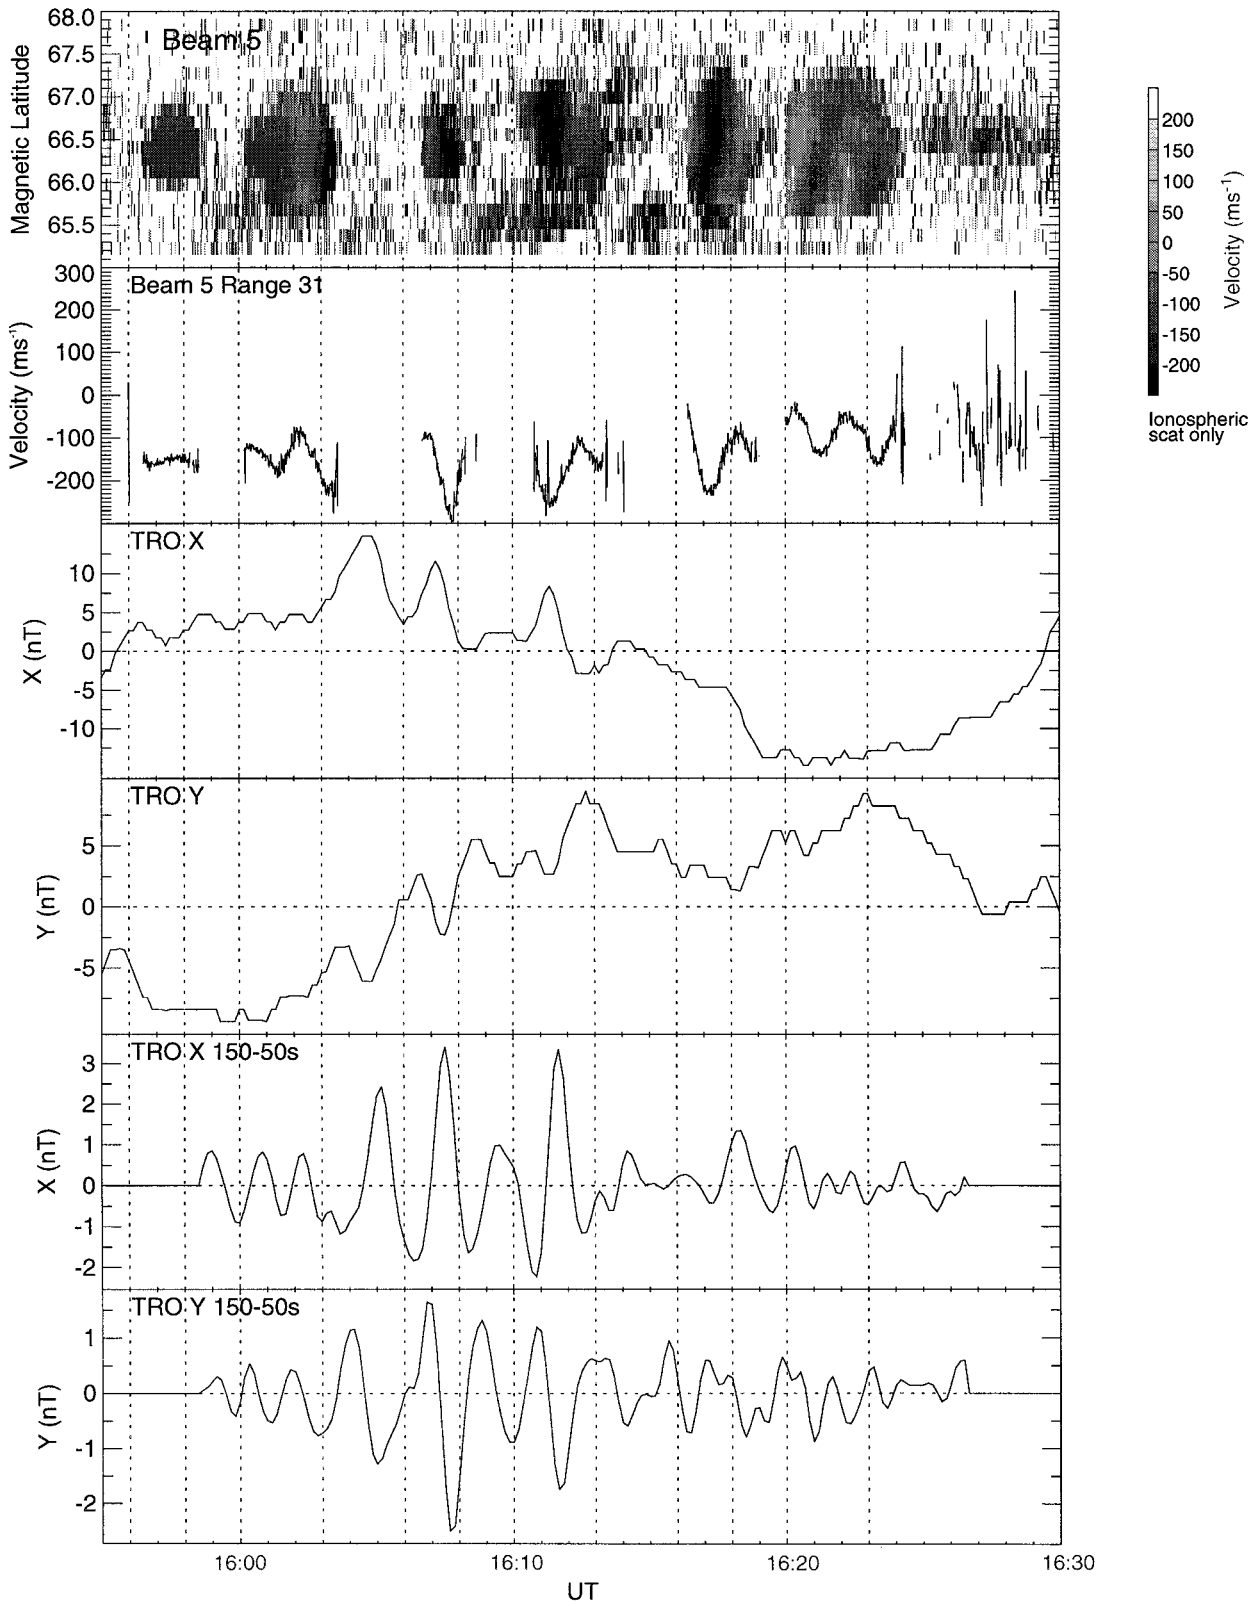 Beam 5
Magnetic Latitude
68.0
67.5
67.0
66.5
66.0
65.5
200
150
100
50
0
-50
-100
-150
-200
Velocity (ms⁻¹)
Ionospheric
scat only
Beam 5 Range 31
Velocity (ms⁻¹)
300
200
100
0
-100
-200
TRO X
X (nT)
10
5
0
-5
-10
TRO Y
Y (nT)
5
0
-5
TRO X 150-50s
X (nT)
3
2
1
0
-1
-2
TRO Y 150-50s
Y (nT)
1
0
-1
-2
16:00
16:10
16:20
16:30
UT